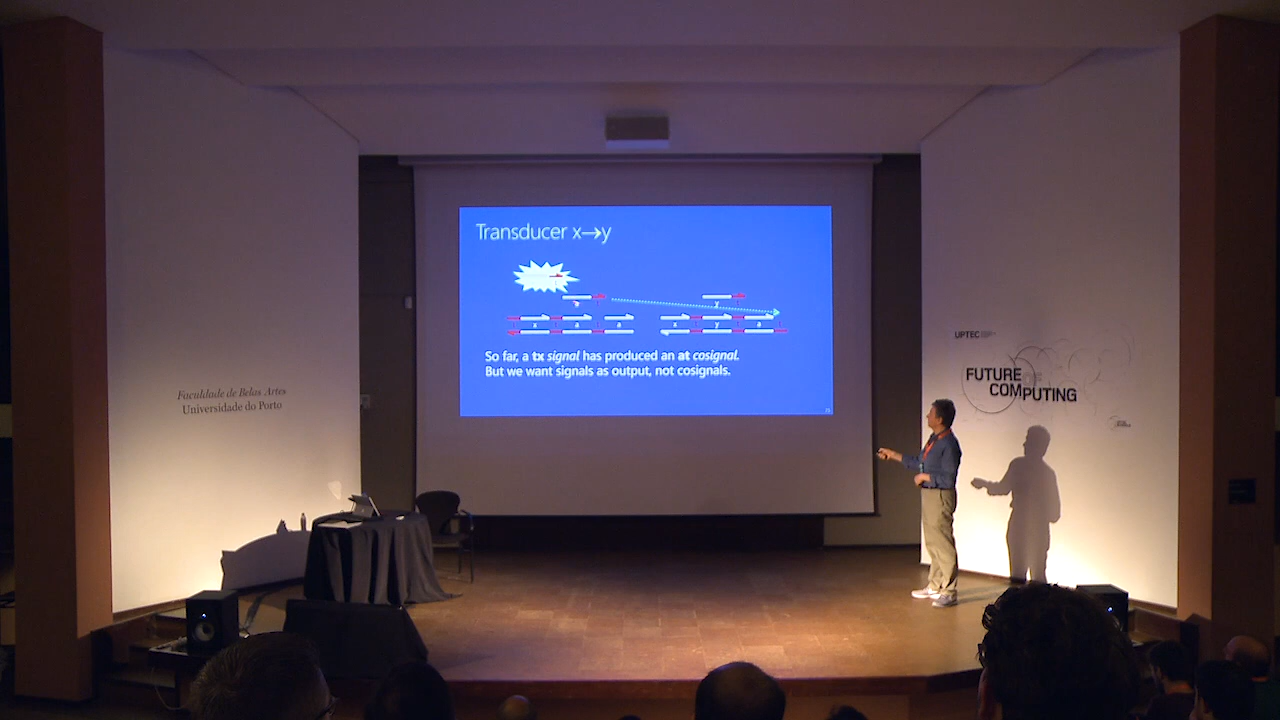 Transducer x→y
So far, a tx signal has produced an at cosignal.
But we want signals as output, not cosignals.
Faculdade de Belas Artes
Universidade do Porto
UPTEC
FUTURE OF
COMPUTING